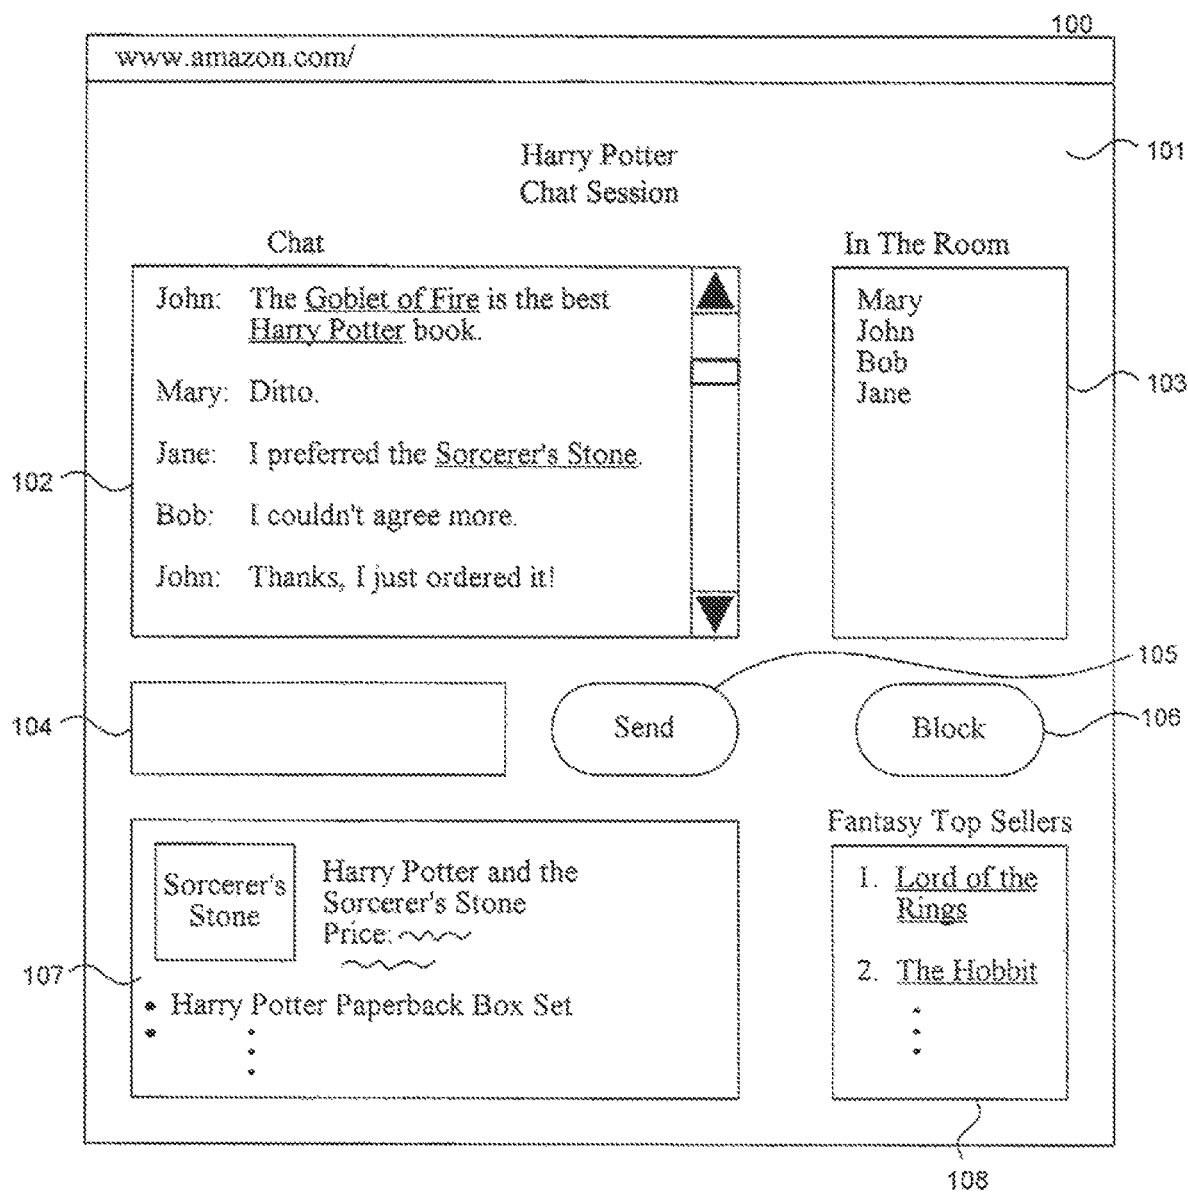 100
www.amazon.com/
101
Harry Potter
Chat Session
Chat
In The Room
John: The Goblet of Fire is the best
Harry Potter book.
Mary: Ditto.
Jane: I preferred the Sorcerer's Stone.
Bob: I couldn't agree more.
John: Thanks, I just ordered it!
Mary
John
Bob
Jane
102
103
104
Send
105
Block
106
Sorcerer's
Stone
Harry Potter and the
Sorcerer's Stone
Price:
107
• Harry Potter Paperback Box Set
•
Fantasy Top Sellers
1. Lord of the
Rings
2. The Hobbit
108